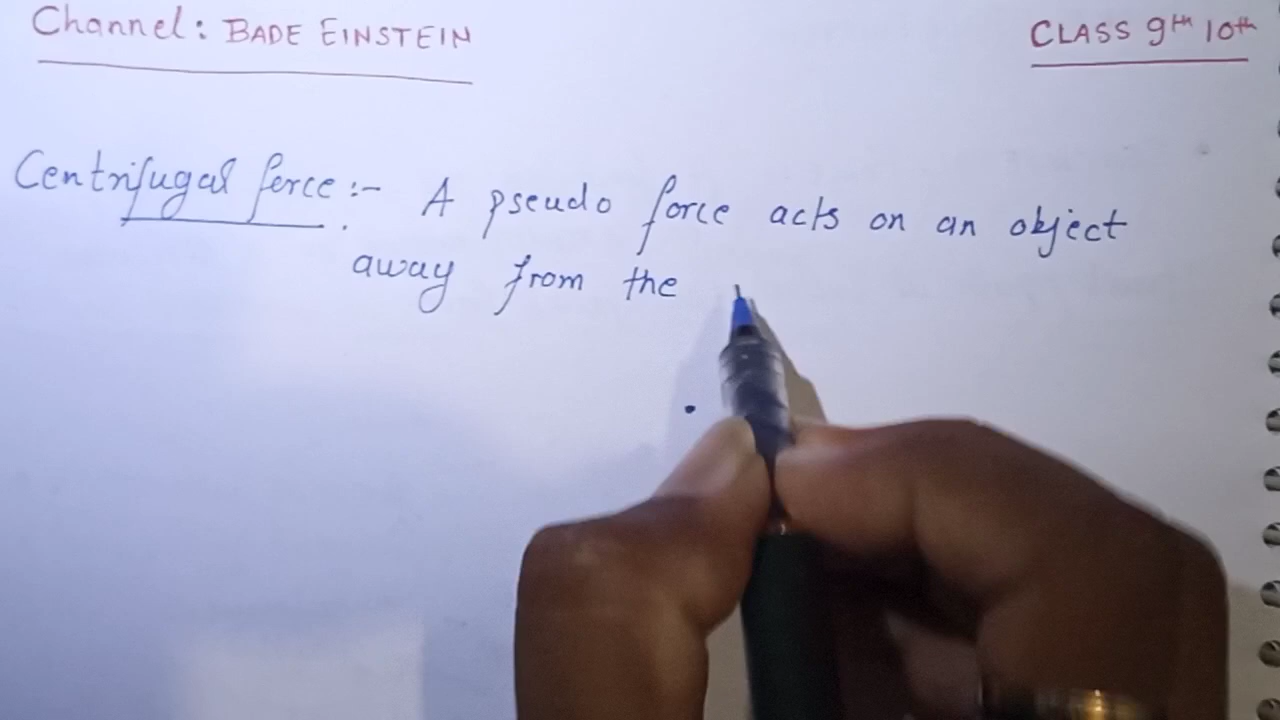 Channel: BADE EINSTEIN
CLASS 9th 10th
Centrifugal force :- A pseudo force acts on an object
away from the